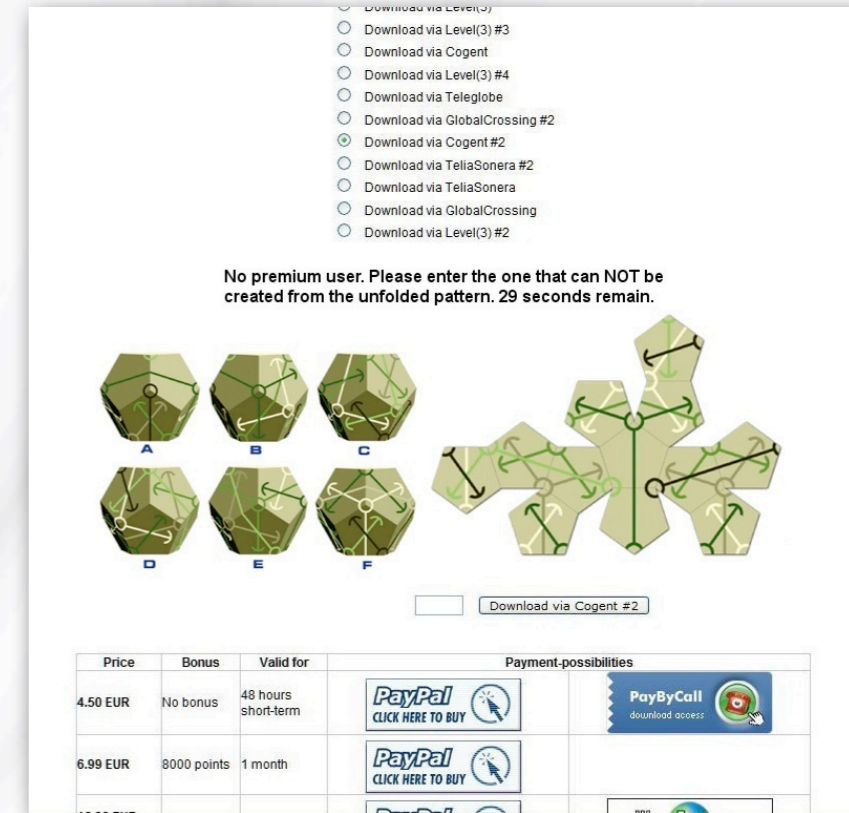 Download via Level(3)
Download via Level(3) #3
Download via Cogent
Download via Level(3) #4
Download via Teleglobe
Download via GlobalCrossing #2
Download via Cogent #2
Download via TeliaSonera #2
Download via TeliaSonera
Download via GlobalCrossing
Download via Level(3) #2
No premium user. Please enter the one that can NOT be
created from the unfolded pattern. 29 seconds remain.
A B C
D E F
Download via Cogent #2
Price Bonus Valid for Payment-possibilities
4.50 EUR No bonus 48 hours short-term PayPal CLICK HERE TO BUY PayByCall download access
6.99 EUR 8000 points 1 month PayPal CLICK HERE TO BUY